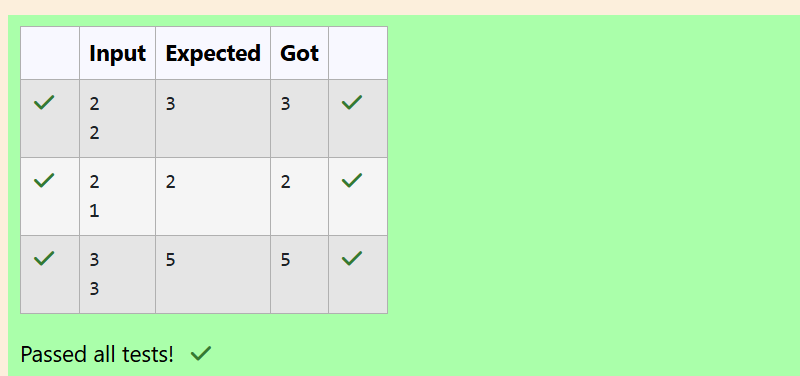 Input Expected Got
2 3 3
2
2 2 2
1
3 5 5
3
Passed all tests!